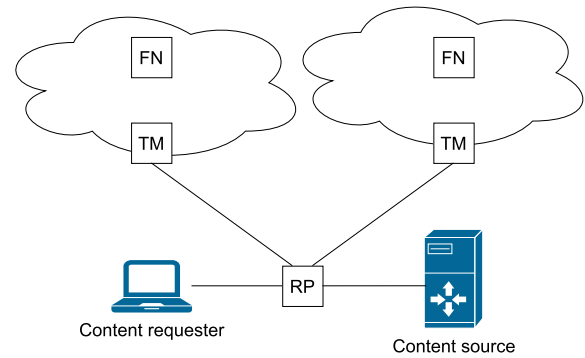 FN
FN
TM
TM
RP
Content requester
Content source